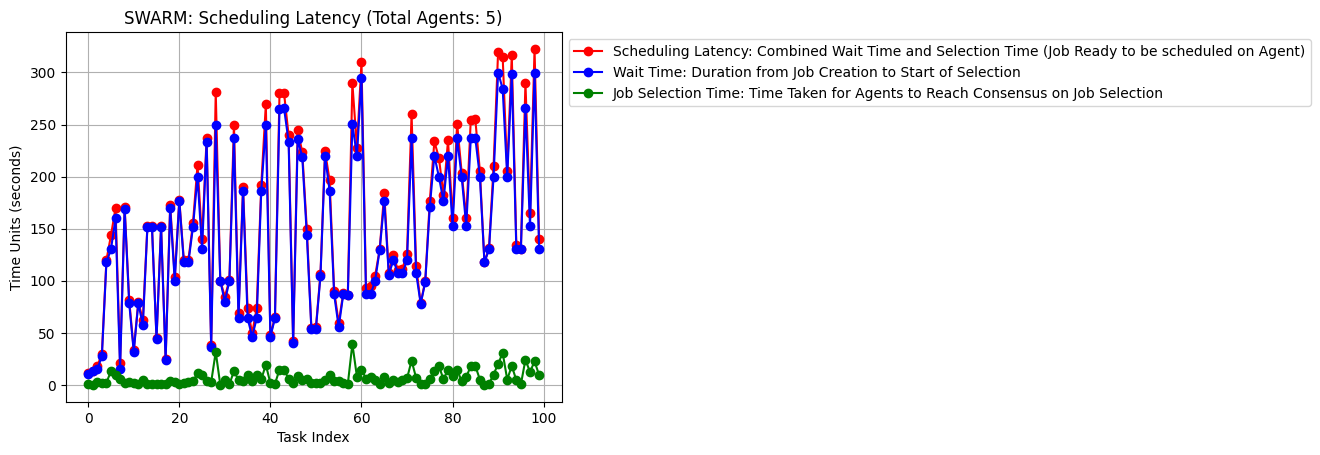 SWARM: Scheduling Latency (Total Agents: 5)
Scheduling Latency: Combined Wait Time and Selection Time (Job Ready to be scheduled on Agent)
Wait Time: Duration from Job Creation to Start of Selection
Job Selection Time: Time Taken for Agents to Reach Consensus on Job Selection
Time Units (seconds)
300
250
200
150
100
50
0
0 20 40 60 80 100
Task Index